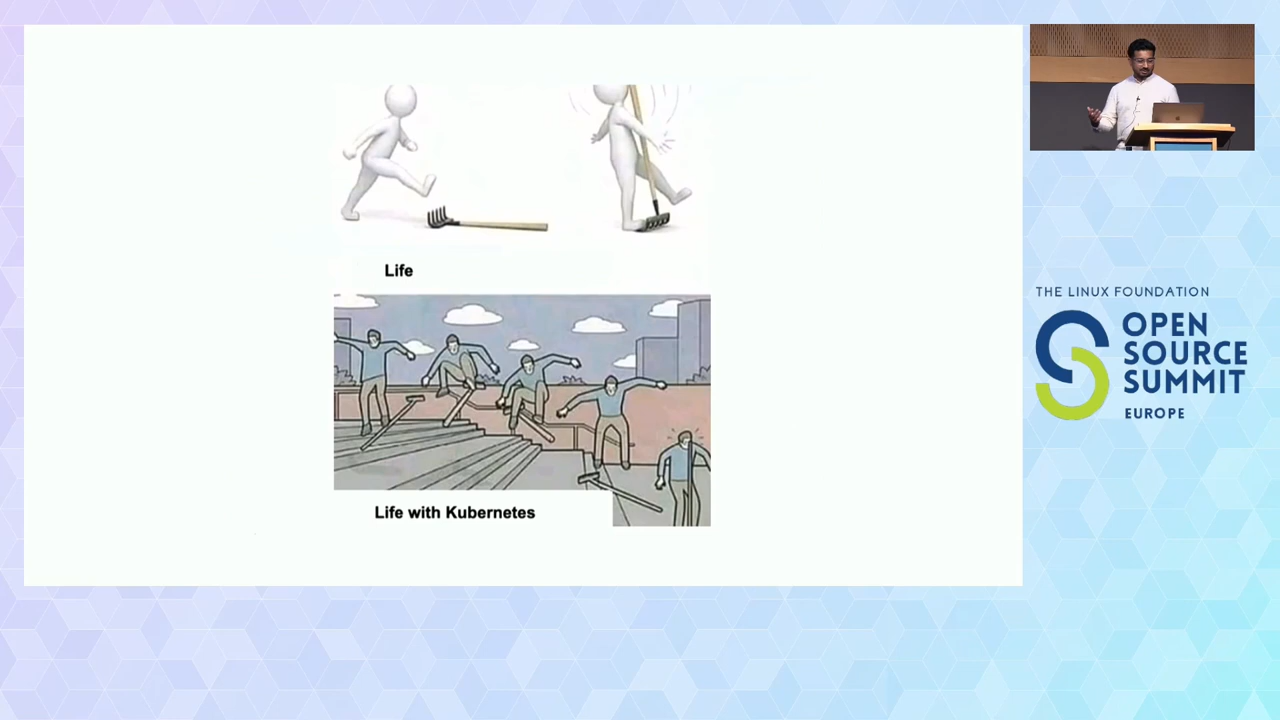 Life
Life with Kubernetes
THE LINUX FOUNDATION
OPEN
SOURCE
SUMMIT
EUROPE